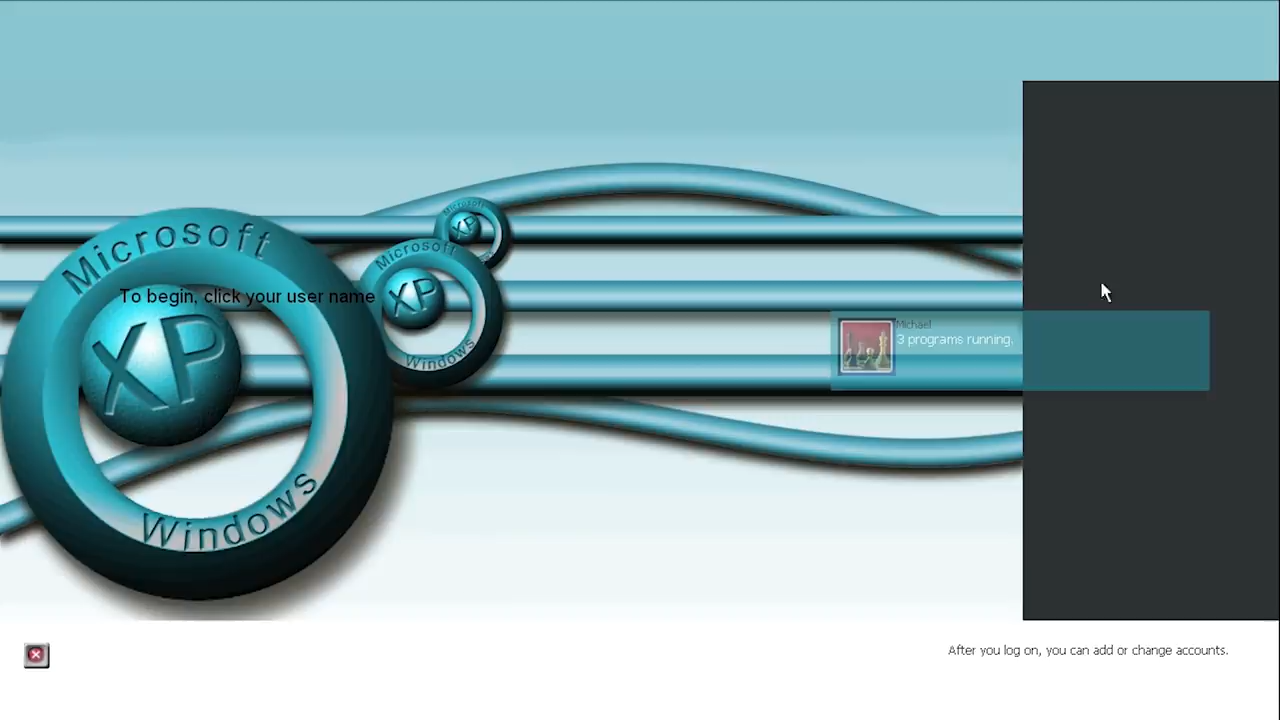 Microsoft
XP
Windows
Microsoft
XP
Windows
Microsoft
XP
To begin, click your user name
Michael
3 programs running.
After you log on, you can add or change accounts.